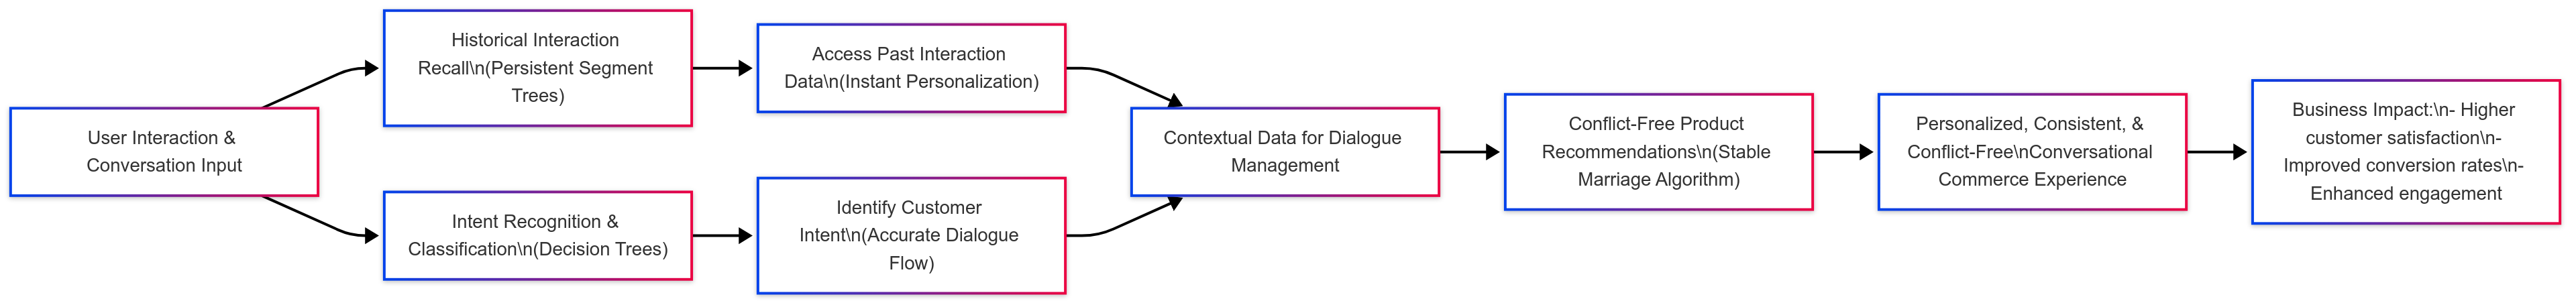 User Interaction &
Conversation Input
Historical Interaction
Recall\n(Persistent Segment
Trees)
Access Past Interaction
Data\n(Instant Personalization)
Intent Recognition &
Classification\n(Decision Trees)
Identify Customer
Intent\n(Accurate Dialogue
Flow)
Contextual Data for Dialogue
Management
Conflict-Free Product
Recommendations\n(Stable
Marriage Algorithm)
Personalized, Consistent, &
Conflict-Free\nConversational
Commerce Experience
Business Impact:\n- Higher
customer satisfaction\n-
Improved conversion rates\n-
Enhanced engagement